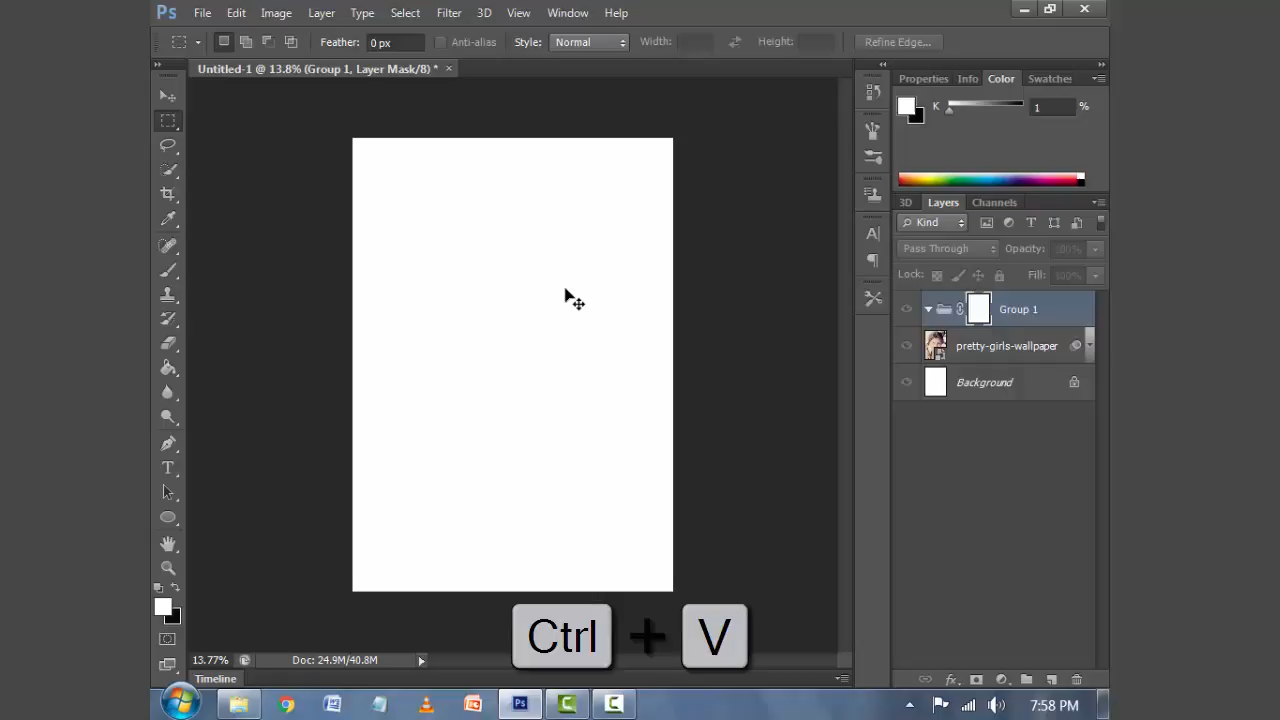 Ps File Edit Image Layer Type Select Filter 3D View Window Help
Feather: 0 px Anti-alias Style: Normal Width: Height: Refine Edge...
Untitled-1 @ 13.8% (Group 1, Layer Mask/8) * ×
Properties Info Color Swatches
K 1 %
3D Layers Channels
Kind
Pass Through Opacity: 100%
Lock: Fill: 100%
Group 1
pretty-girls-wallpaper
Background
Ctrl + V
13.77% Doc: 24.9M/40.8M
Timeline
7:58 PM